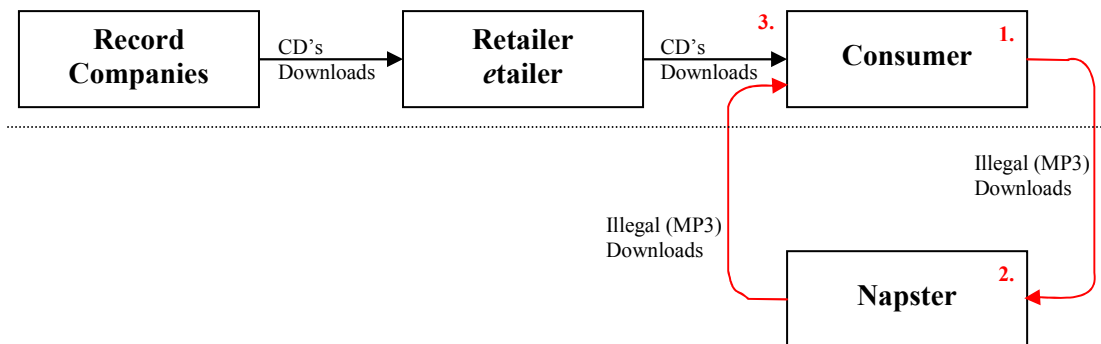 Record
Companies
CD’s
Downloads
Retailer
etailer
3.
CD’s
Downloads
1.
Consumer
Illegal (MP3)
Downloads
Illegal (MP3)
Downloads
2.
Napster